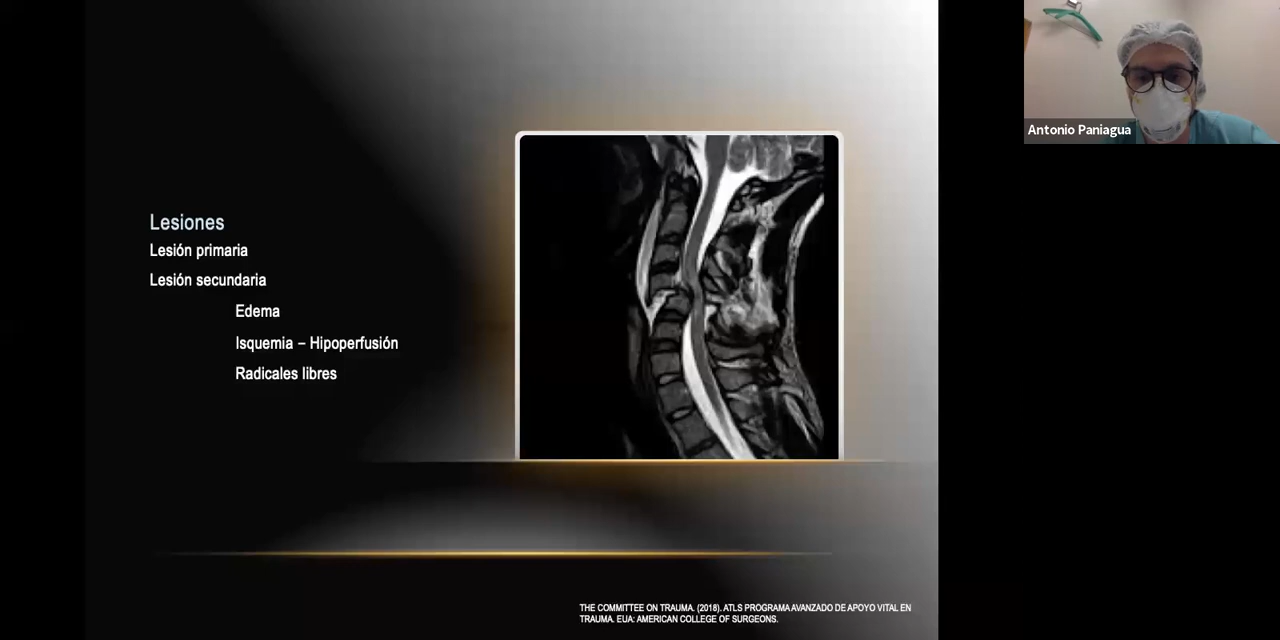 Lesiones
Lesión primaria
Lesión secundaria
Edema
Isquemia – Hipoperfusión
Radicales libres
THE COMMITTEE ON TRAUMA. (2018). ATLS PROGRAMA AVANZADO DE APOYO VITAL EN
TRAUMA. EUA: AMERICAN COLLEGE OF SURGEONS.
Antonio Paniagua